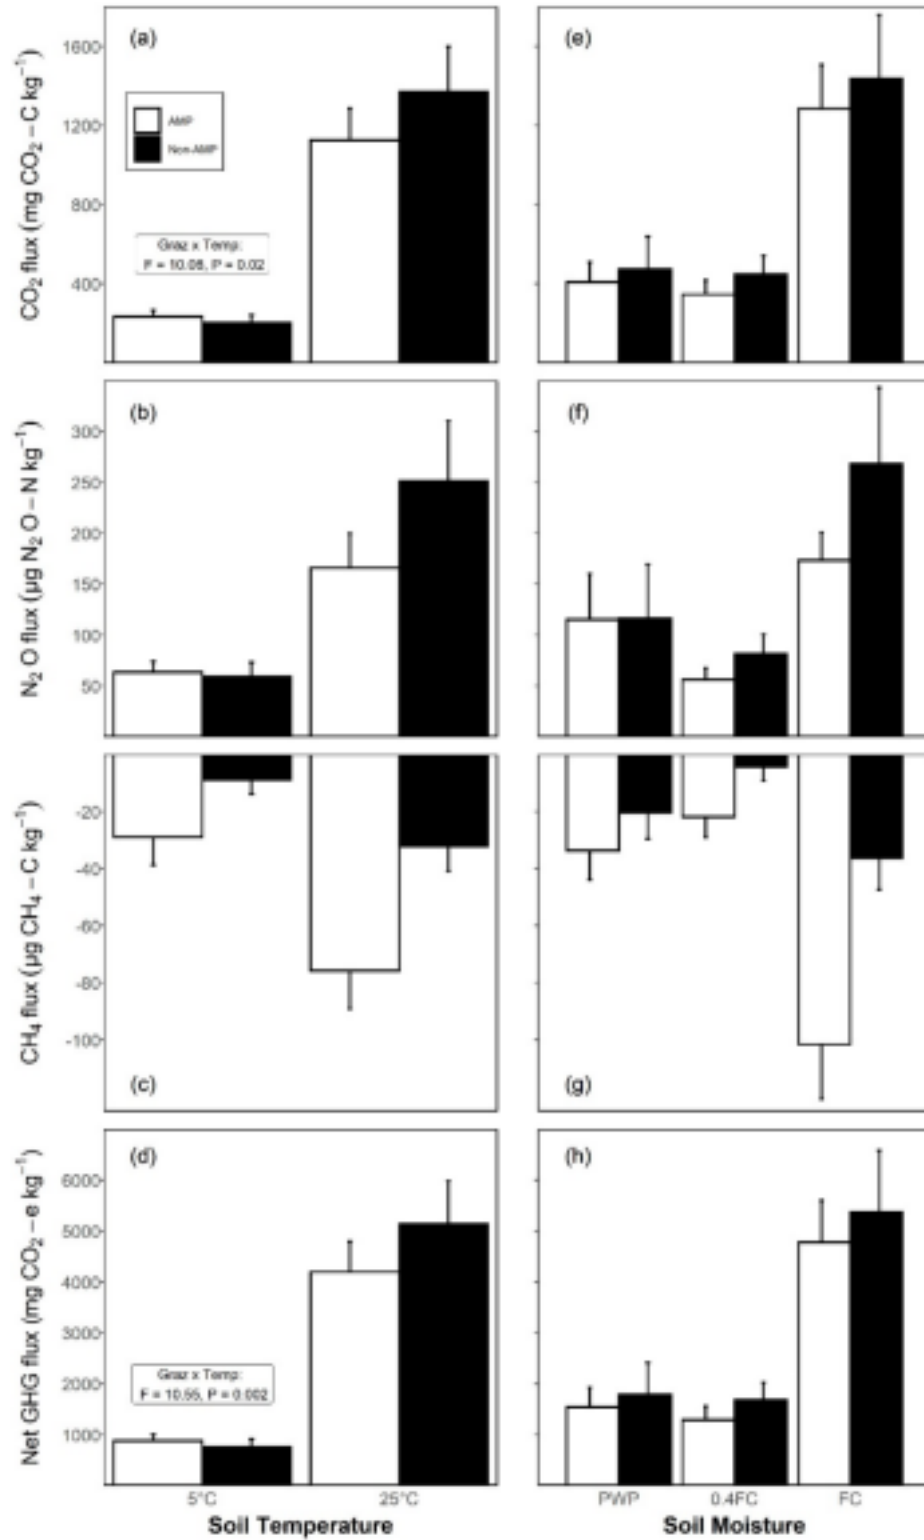 CO₂ flux (mg CO₂ – C kg⁻¹)
1600
1200
800
400
(a)
AMP
Non-AMP
Graz x Temp:
F = 10.08, P = 0.02
(e)
N₂ O flux (µg N₂ O – N kg⁻¹)
300
250
200
150
100
50
(b)
(f)
CH₄ flux (µg CH₄ – C kg⁻¹)
-20
-40
-60
-80
-100
(c)
(g)
Net GHG flux (mg CO₂ – e kg⁻¹)
6000
5000
4000
3000
2000
1000
(d)
Graz x Temp:
F = 10.55, P = 0.002
(h)
5°C 25°C
PWP 0.4FC FC
Soil Temperature
Soil Moisture